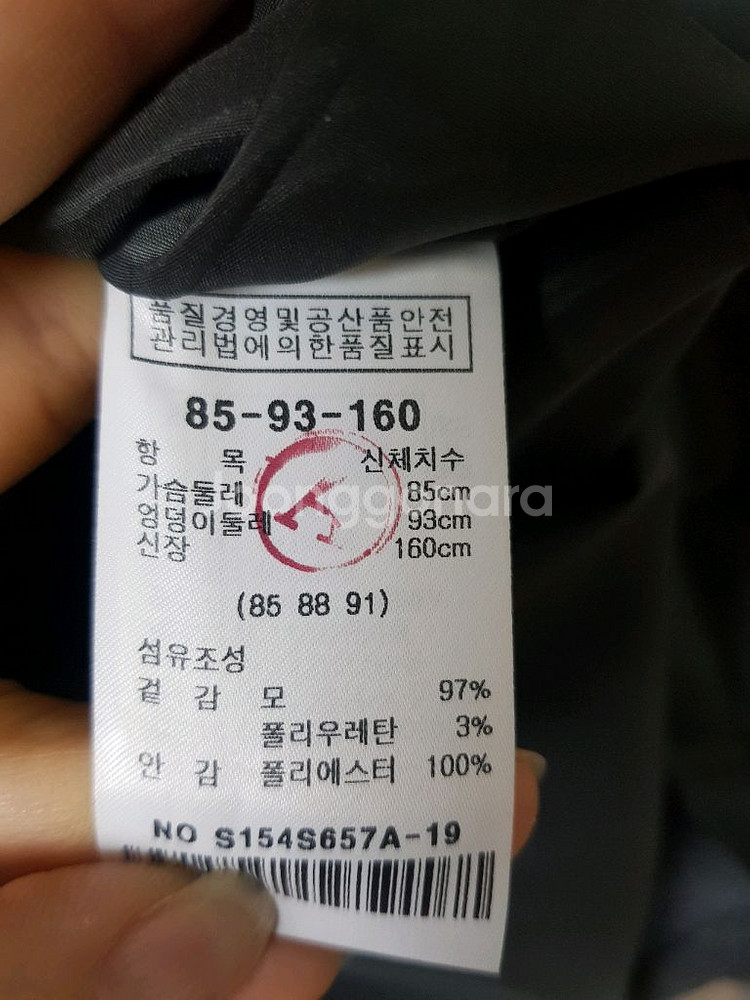 품질경영및공산품안전
관리법에의한품질표시
85-93-160
항 목 신체치수
가슴둘레 85cm
엉덩이둘레 93cm
신장 160cm
(85 88 91)
섬유조성
겉 감 모 97%
폴리우레탄 3%
안 감 폴리에스터 100%
NO S154S657A-19
Joonggonara